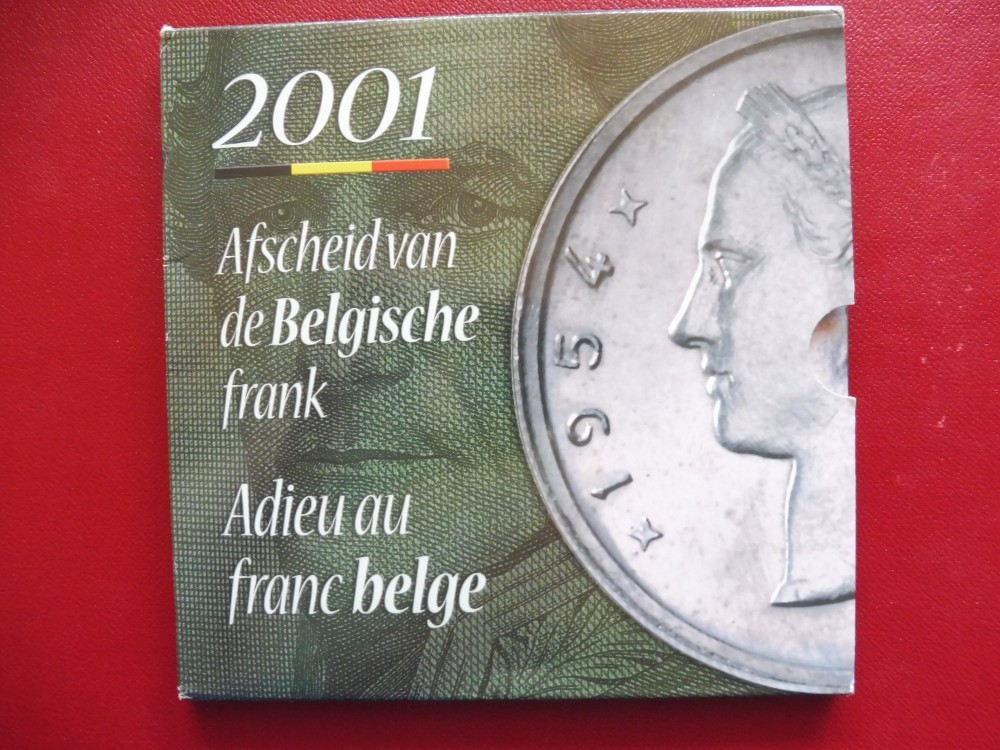 2001
Afscheid van
de Belgische
frank
Adieu au
franc belge
1954